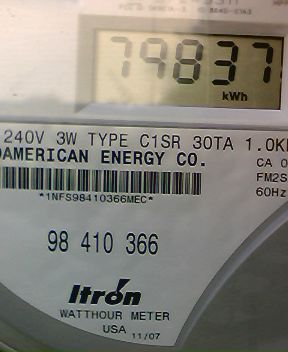 79837
kWh
240V 3W TYPE C1SR 30TA 1.0K
AMERICAN ENERGY CO.
CA 0
*1NFS98410366MEC*
FM2S
60Hz
98 410 366
Itrón
WATTHOUR METER
USA 11/07